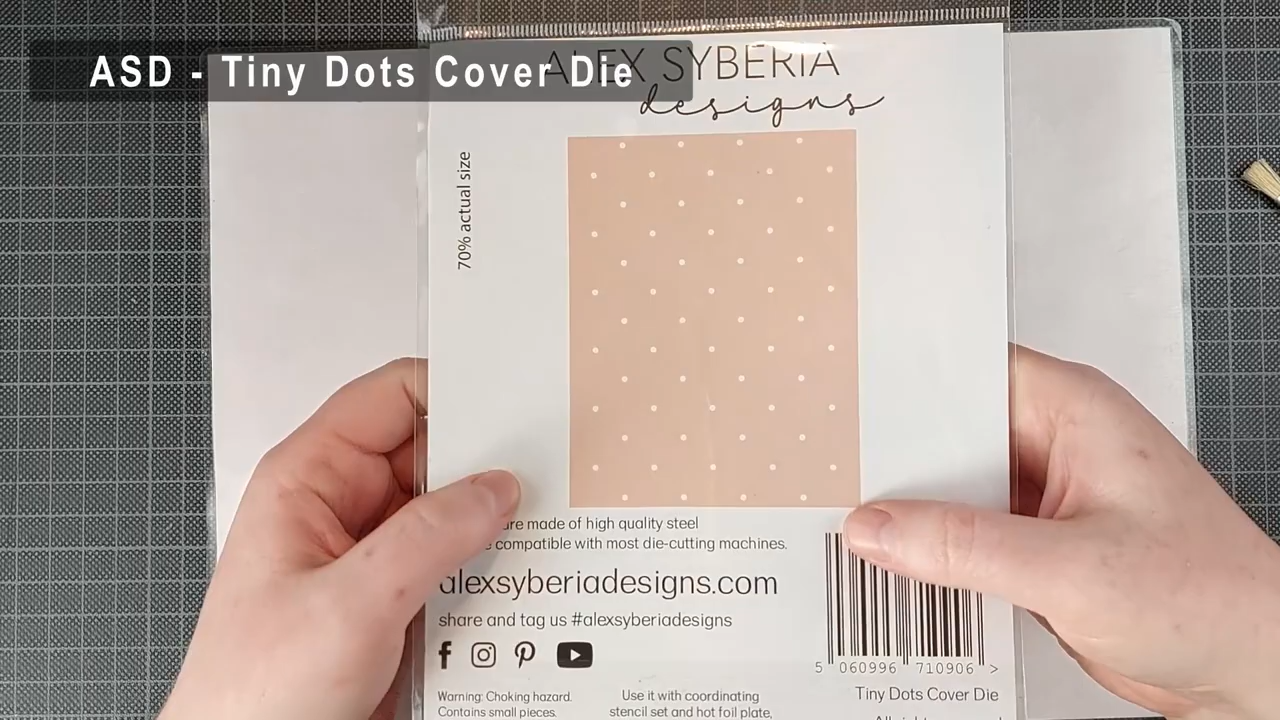 ASD - Tiny Dots Cover Die
ALEX SYBERIA
designs
70% actual size
are made of high quality steel
compatible with most die-cutting machines.
alexsyberiadesigns.com
share and tag us #alexsyberiadesigns
5 060996 710906 >
Tiny Dots Cover Die
Warning: Choking hazard.
Contains small pieces.
Use it with coordinating
stencil set and hot foil plate,